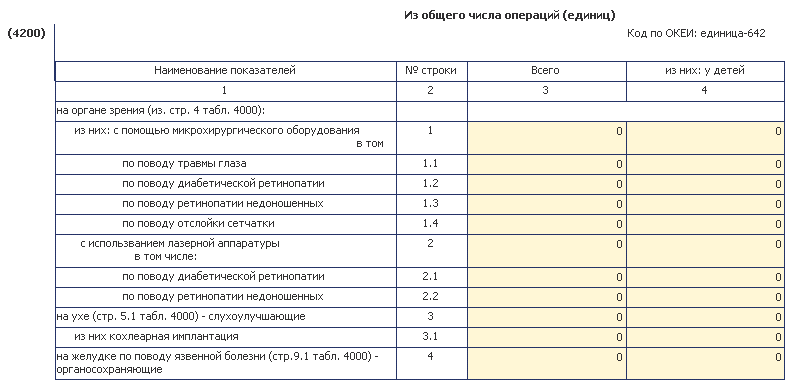 Из общего числа операций (единиц)
(4200)
Код по ОКЕИ: единица-642
Наименование показателей № строки Всего из них: у детей
1 2 3 4
на органе зрения (из. стр. 4 табл. 4000):
из них: с помощью микрохирургического оборудования 1 0 0
в том
по поводу травмы глаза 1.1 0 0
по поводу диабетической ретинопатии 1.2 0 0
по поводу ретинопатии недоношенных 1.3 0 0
по поводу отслойки сетчатки 1.4 0 0
с использванием лазерной аппаратуры 2 0 0
в том числе:
по поводу диабетической ретинопатии 2.1 0 0
по поводу ретинопатии недоношенных 2.2 0 0
на ухе (стр. 5.1 табл. 4000) - слухоулучшающие 3 0 0
из них кохлеарная имплантация 3.1 0 0
на желудке по поводу язвенной болезни (стр.9.1 табл. 4000) - 4 0 0
органосохраняющие